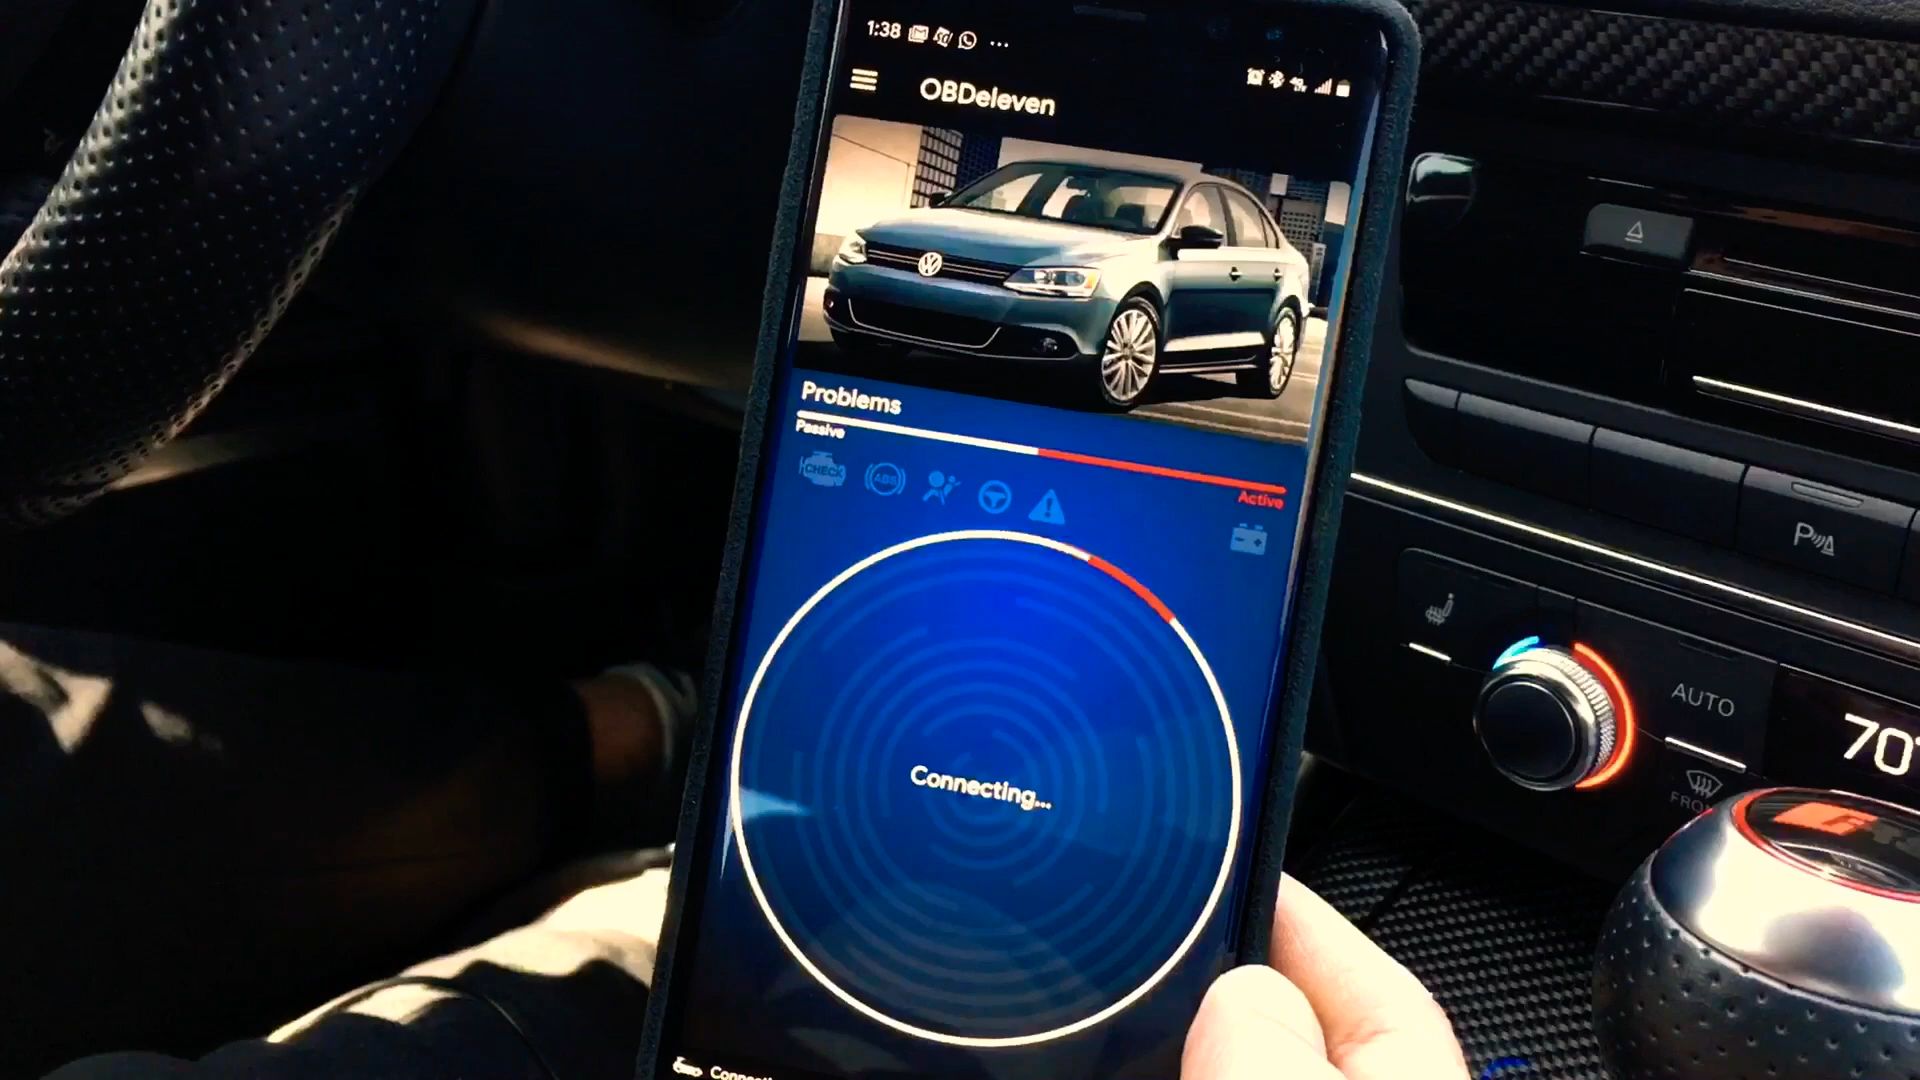 1:38
OBDeleven
Problems
Passive
Active
CHECK
ABS
Connecting...
AUTO
70°